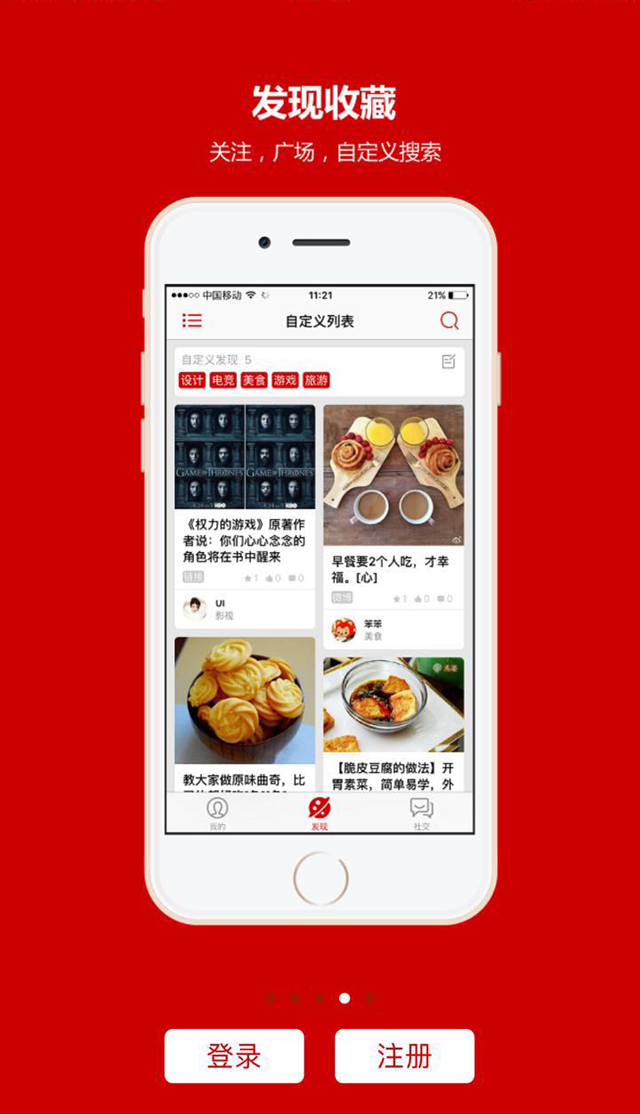 发现收藏
关注，广场，自定义搜索
中国移动
11:21
21%
自定义列表
自定义发现 5
设计 电竞 美食 游戏 旅游
GAME OF THRONES GAME OF THRONES
4.24 HBO
《权力的游戏》原著作
者说：你们心心念念的
角色将在书中醒来
链接
1 0 0
UI
影视
早餐要2个人吃，才幸
福。[心]
微博
1 0 0
笨笨
美食
教大家做原味曲奇，比
【脆皮豆腐的做法】开
胃素菜，简单易学，外
我的
发现
社交
登录
注册